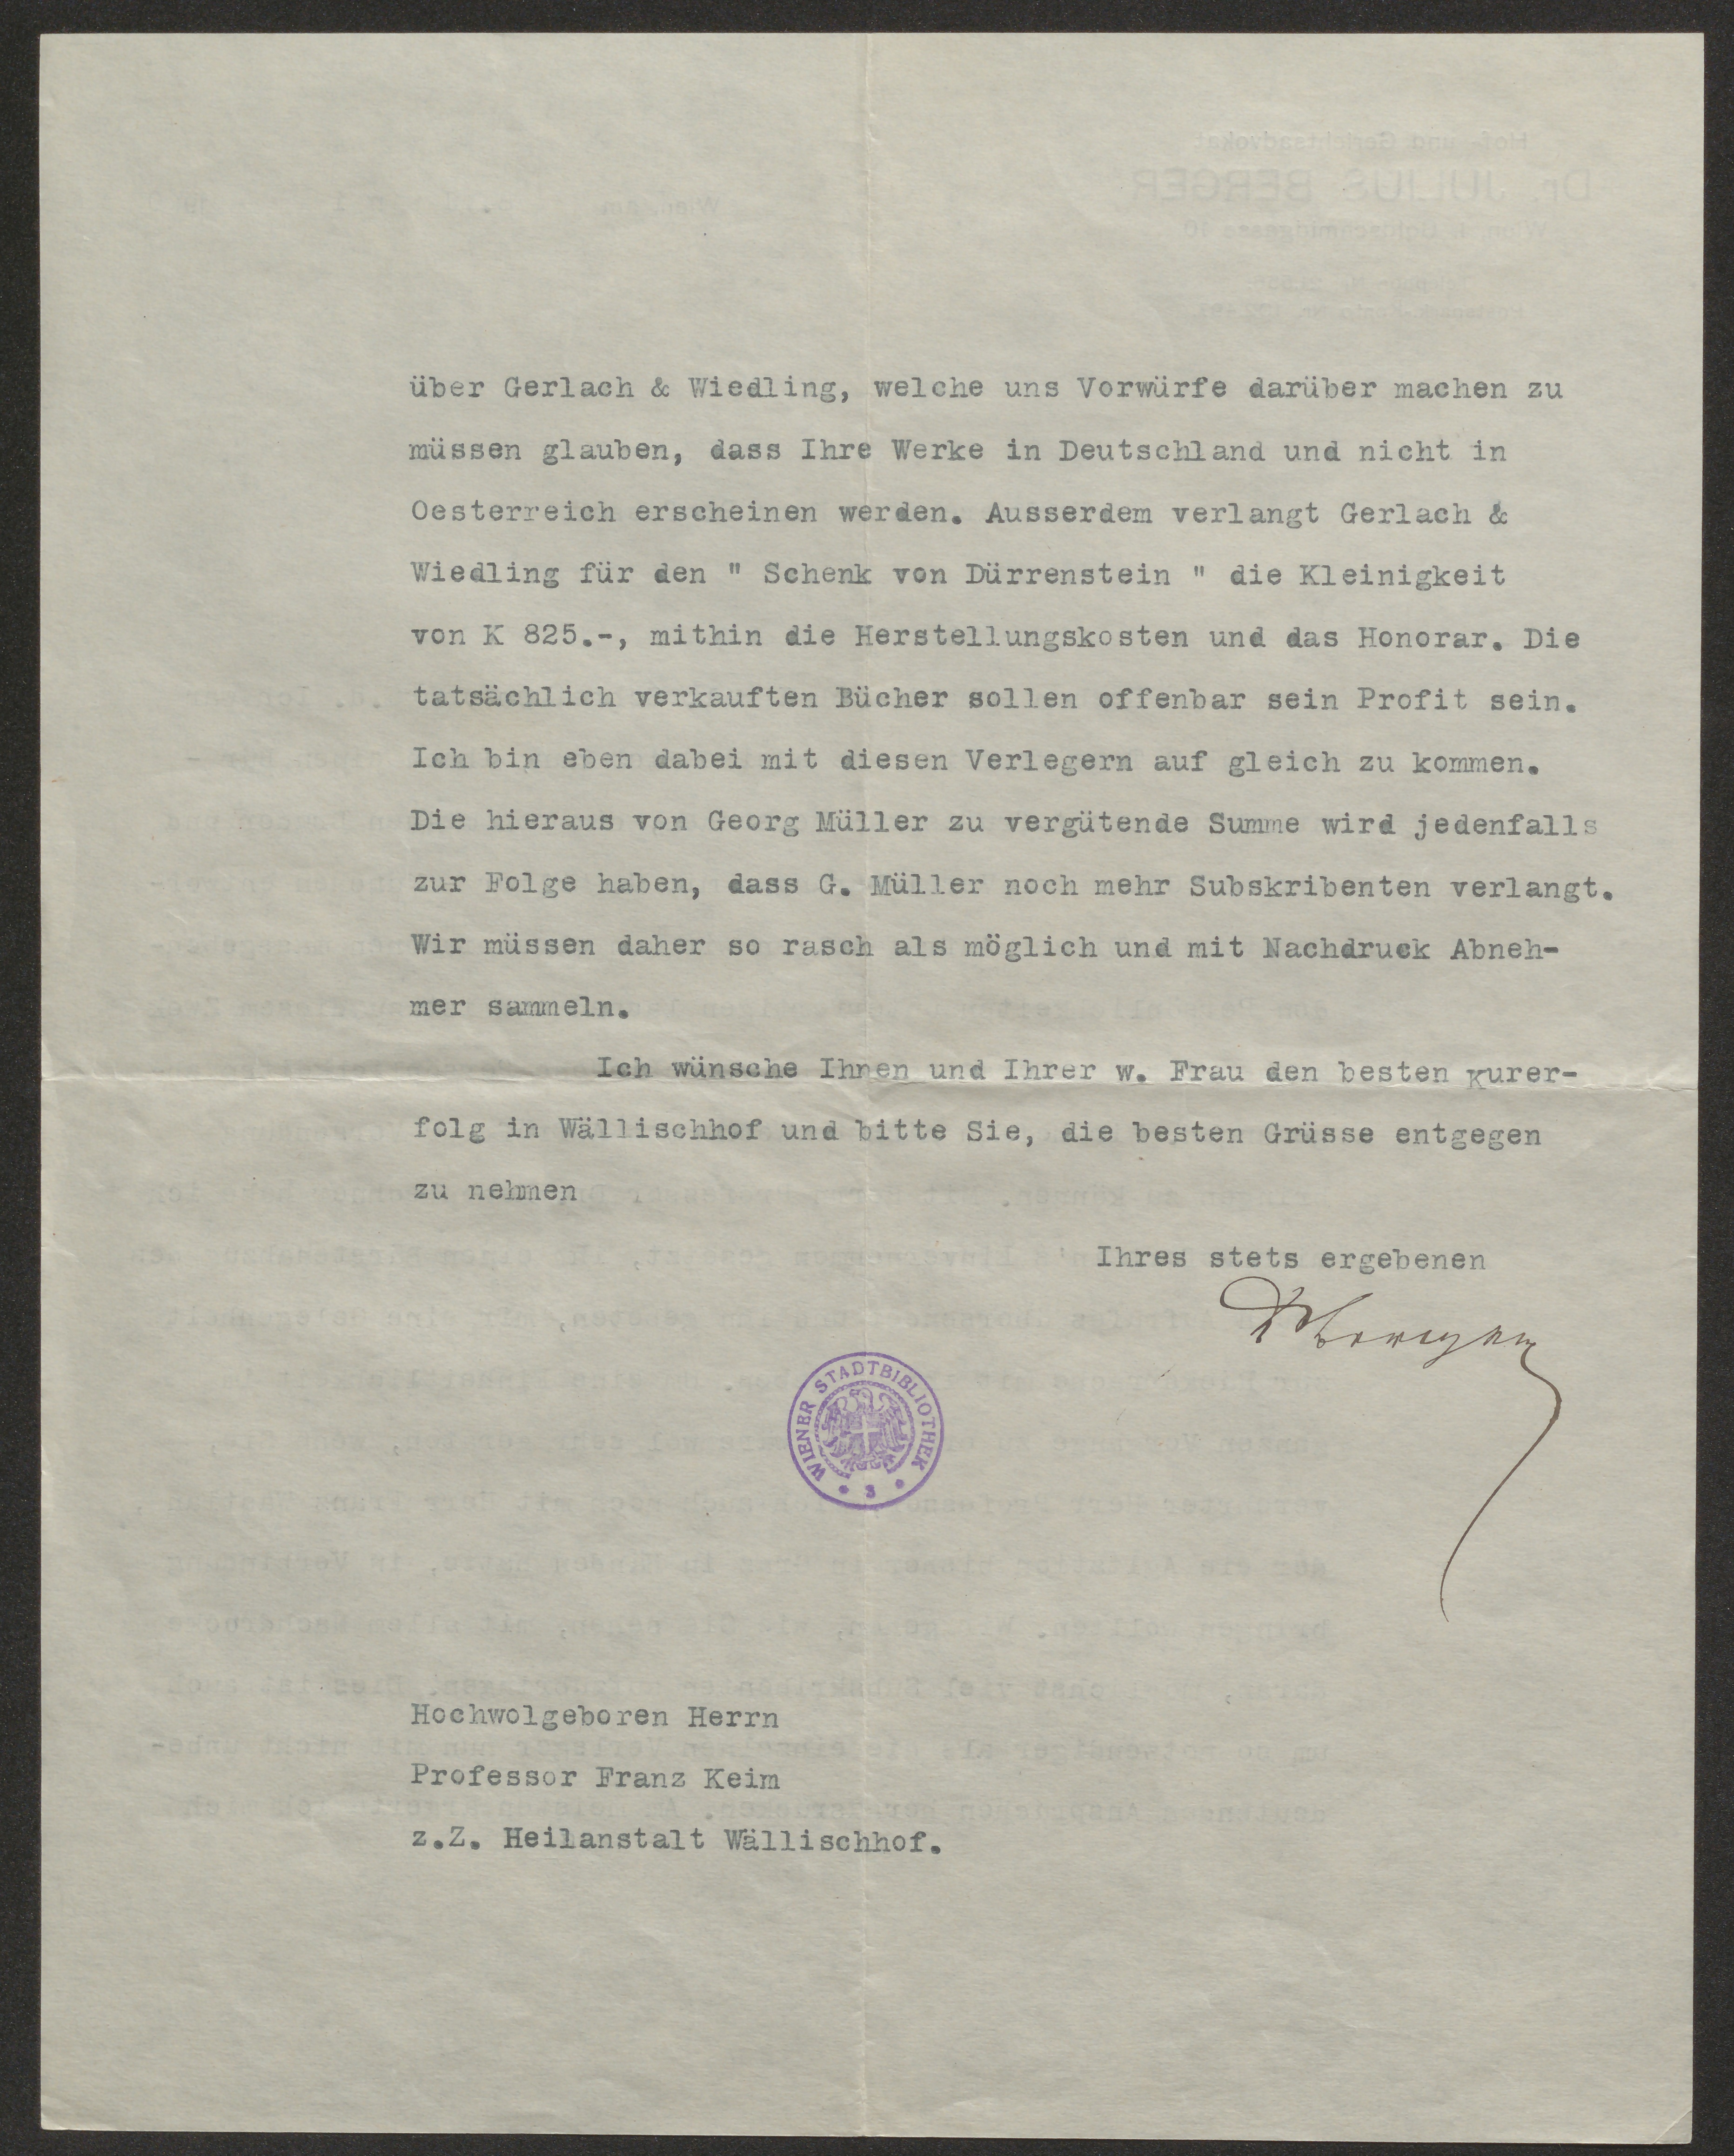 über Gerlach & Wiedling, welche uns Vorwürfe darüber machen zu
müssen glauben, dass Ihre Werke in Deutschland und nicht in
Oesterreich erscheinen werden. Ausserdem verlangt Gerlach &
Wiedling für den " Schenk von Dürrenstein " die Kleinigkeit
von K 825.-, mithin die Herstellungskosten und das Honorar. Die
tatsächlich verkauften Bücher sollen offenbar sein Profit sein.
Ich bin eben dabei mit diesen Verlegern auf gleich zu kommen.
Die hieraus von Georg Müller zu vergütende Summe wird jedenfalls
zur Folge haben, dass G. Müller noch mehr Subskribenten verlangt.
Wir müssen daher so rasch als möglich und mit Nachdruck Abneh-
mer sammeln.
Ich wünsche Ihnen und Ihrer w. Frau den besten Kurer-
folg in Wällischhof und bitte Sie, die besten Grüsse entgegen
zu nehmen
Ihres stets ergebenen
WIENER STADTBIBLIOTHEK
3
Hochwolgeboren Herrn
Professor Franz Keim
z.Z. Heilanstalt Wällischhof.